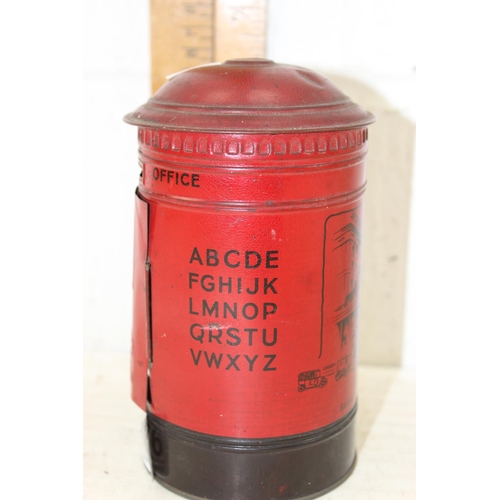 OFFICE
ABCDE
FGHIJK
LMNOP
QRSTU
VWXYZ